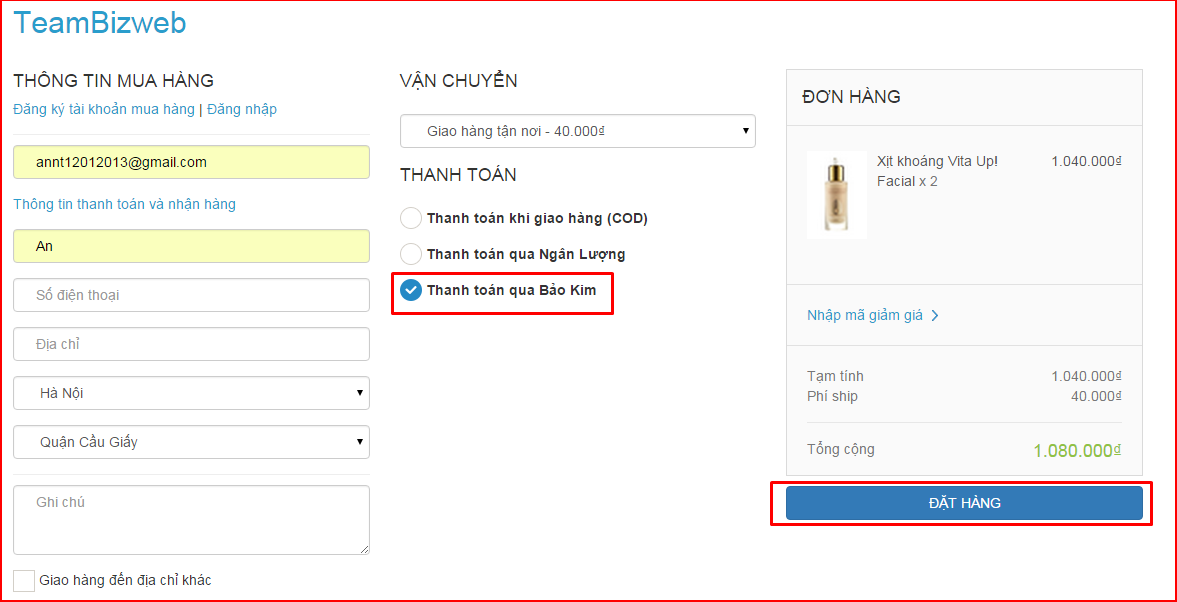 TeamBizweb
THÔNG TIN MUA HÀNG
Đăng ký tài khoản mua hàng | Đăng nhập
annt12012013@gmail.com
Thông tin thanh toán và nhận hàng
An
Số điện thoại
Địa chỉ
Hà Nội
Quận Cầu Giấy
Ghi chú
Giao hàng đến địa chỉ khác
VẬN CHUYỂN
Giao hàng tận nơi - 40.000₫
THANH TOÁN
Thanh toán khi giao hàng (COD)
Thanh toán qua Ngân Lượng
Thanh toán qua Bảo Kim
ĐƠN HÀNG
Xịt khoáng Vita Up! 1.040.000₫
Facial x 2
Nhập mã giảm giá
Tạm tính 1.040.000₫
Phí ship 40.000₫
Tổng cộng 1.080.000₫
ĐẶT HÀNG